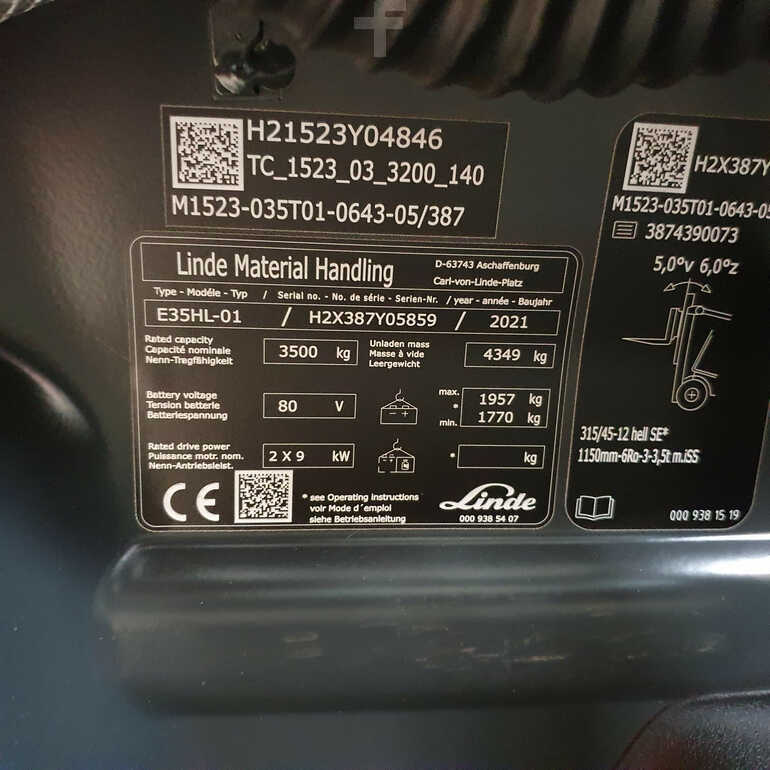 f
H21523Y04846
TC_1523_03_3200_140
M1523-035T01-0643-05/387
Linde Material Handling
D-63743 Aschaffenburg
Carl-von-Linde-Platz
Type - Modéle - Typ / Serial no. - No. de série - Serien-Nr. / year - année - Baujahr
E35HL-01 / H2X387Y05859 / 2021
Rated capacity
Capacité nominale
Nenn-Tragfähigkeit
3500 kg
Unladen mass
Masse à vide
Leergewicht
4349 kg
Battery voltage
Tension batterie
Batteriespannung
80 V
max. 1957 kg
*
min. 1770 kg
Rated drive power
Puissance motr. nom.
Nenn-Antriebsleist.
2 X 9 kW
* kg
CE
* see Operating instructions
voir Mode d´emploi
siehe Betriebsanleitung
Linde
000 938 54 07
H2X387Y
M1523-035T01-0643-05
3874390073
5,0°v 6,0°z
315/45-12 hell SE*
1150mm-6Ro-3-3,5t m.iSS
000 938 15 19